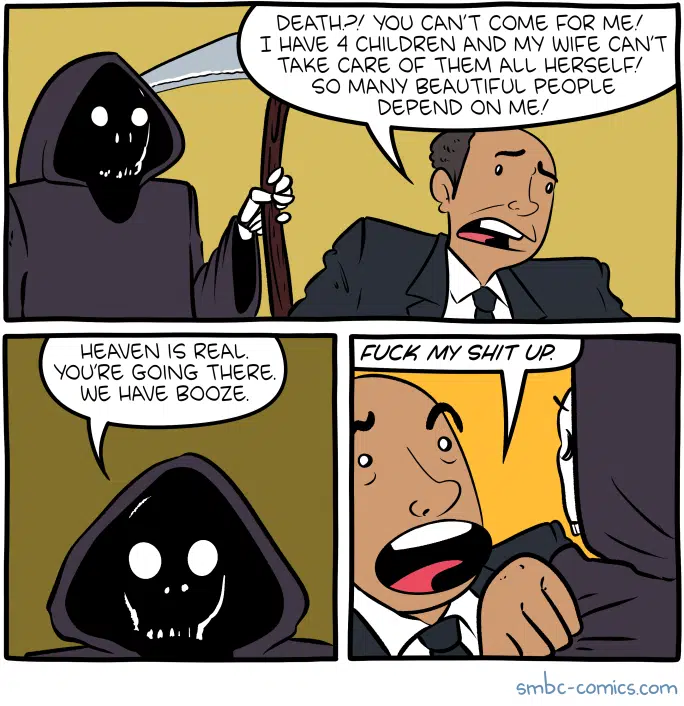 DEATH?! YOU CAN'T COME FOR ME!
I HAVE 4 CHILDREN AND MY WIFE CAN'T
TAKE CARE OF THEM ALL HERSELF!
SO MANY BEAUTIFUL PEOPLE
DEPEND ON ME!
HEAVEN IS REAL.
YOU'RE GOING THERE.
WE HAVE BOOZE.
FUCK MY SHIT UP.
smbc-comics.com